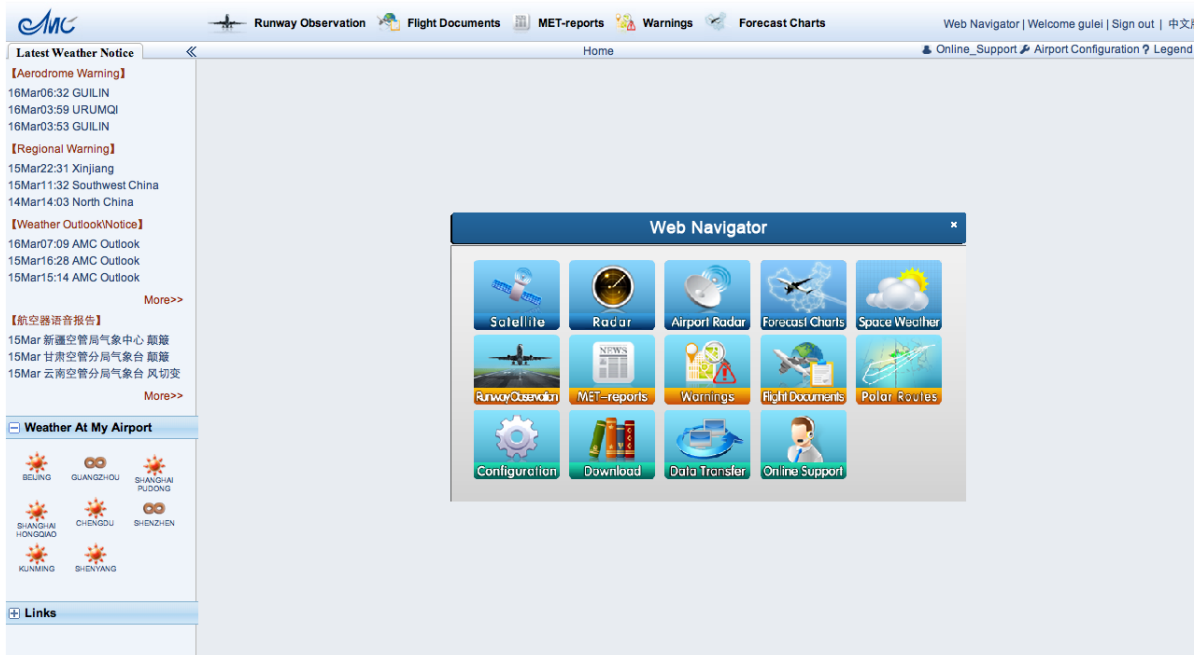 AMC
Runway Observation Flight Documents MET-reports Warnings Forecast Charts
Web Navigator | Welcome gulei | Sign out | 中文
Latest Weather Notice
Home
Online_Support Airport Configuration ? Legend
【Aerodrome Warning】
16Mar06:32 GUILIN
16Mar03:59 URUMQI
16Mar03:53 GUILIN
【Regional Warning】
15Mar22:31 Xinjiang
15Mar11:32 Southwest China
14Mar14:03 North China
【Weather Outlook\Notice】
16Mar07:09 AMC Outlook
15Mar16:28 AMC Outlook
15Mar15:14 AMC Outlook
More>>
【航空器语音报告】
15Mar 新疆空管局气象中心 颠簸
15Mar 甘肃空管分局气象台 颠簸
15Mar 云南空管分局气象台 风切变
More>>
Weather At My Airport
BEIJING
GUANGZHOU
SHANGHAI
PUDONG
SHANGHAI
HONGQIAO
CHENGDU
SHENZHEN
KUNMING
SHENYANG
Links
Web Navigator
Satellite
Radar
Airport Radar
Forecast Charts
Space Weather
Runway Observation
NEWS
MET-reports
Warnings
Flight Documents
Polar Routes
Configuration
Download
Data Transfer
Online Support